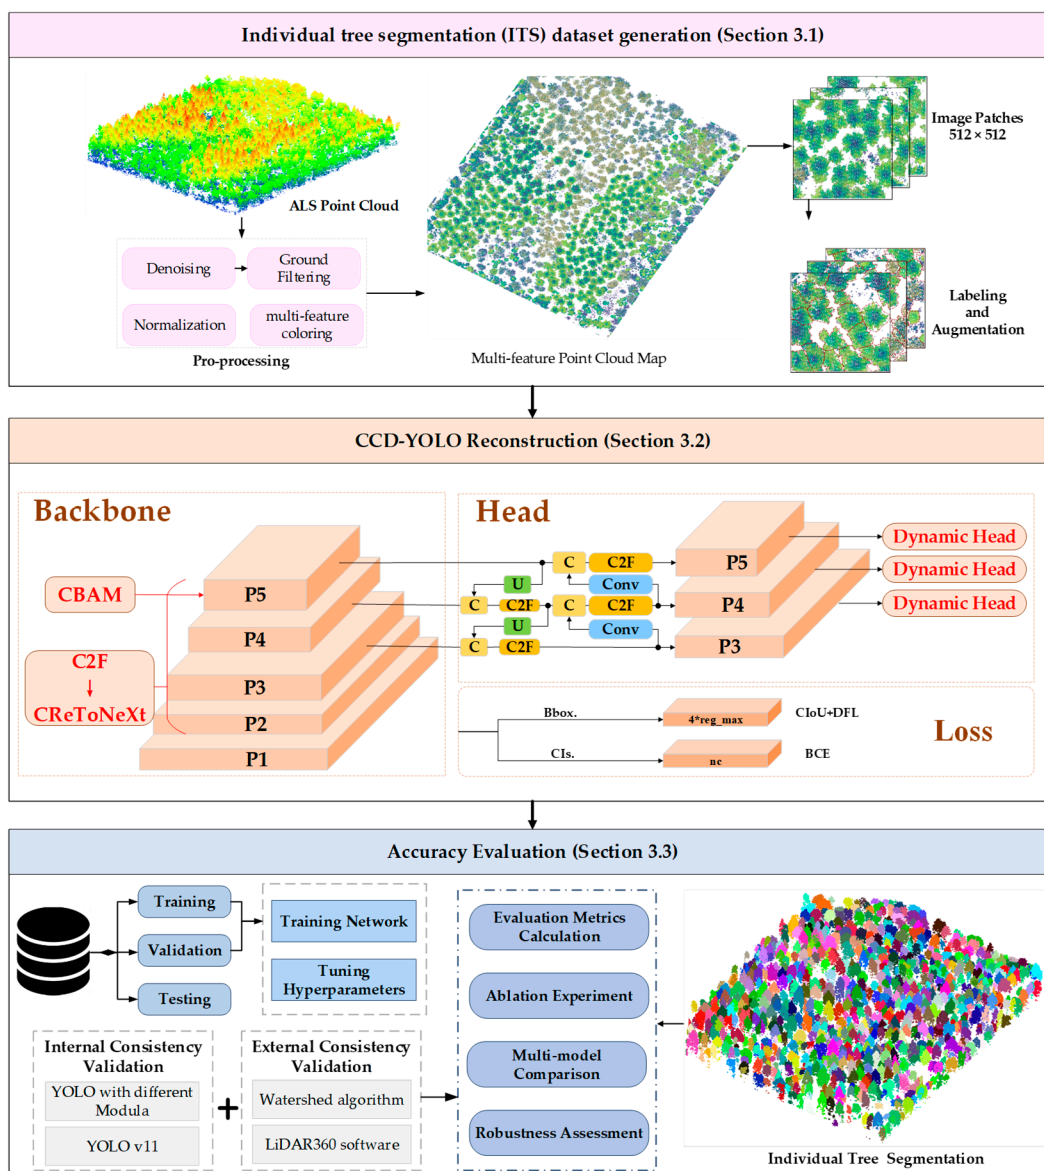 Individual tree segmentation (ITS) dataset generation (Section 3.1)
ALS Point Cloud
Denoising
Ground
Filtering
Normalization
multi-feature
coloring
Pro-processing
Multi-feature Point Cloud Map
Image Patches
512 × 512
Labeling
and
Augmentation
CCD-YOLO Reconstruction (Section 3.2)
Backbone
CBAM
C2F
CReToNeXt
P5
P4
P3
P2
P1
Head
C
C2F
U
Conv
C
C2F
C
C2F
U
Conv
C
C2F
P5
P4
P3
Dynamic Head
Dynamic Head
Dynamic Head
Bbox.
4*reg_max
CIoU+DFL
CIs.
nc
BCE
Loss
Accuracy Evaluation (Section 3.3)
Training
Validation
Testing
Training Network
Tuning
Hyperparameters
Internal Consistency
Validation
YOLO with different
Modula
YOLO v11
External Consistency
Validation
Watershed algorithm
LiDAR360 software
Evaluation Metrics
Calculation
Ablation Experiment
Multi-model
Comparison
Robustness Assessment
Individual Tree Segmentation